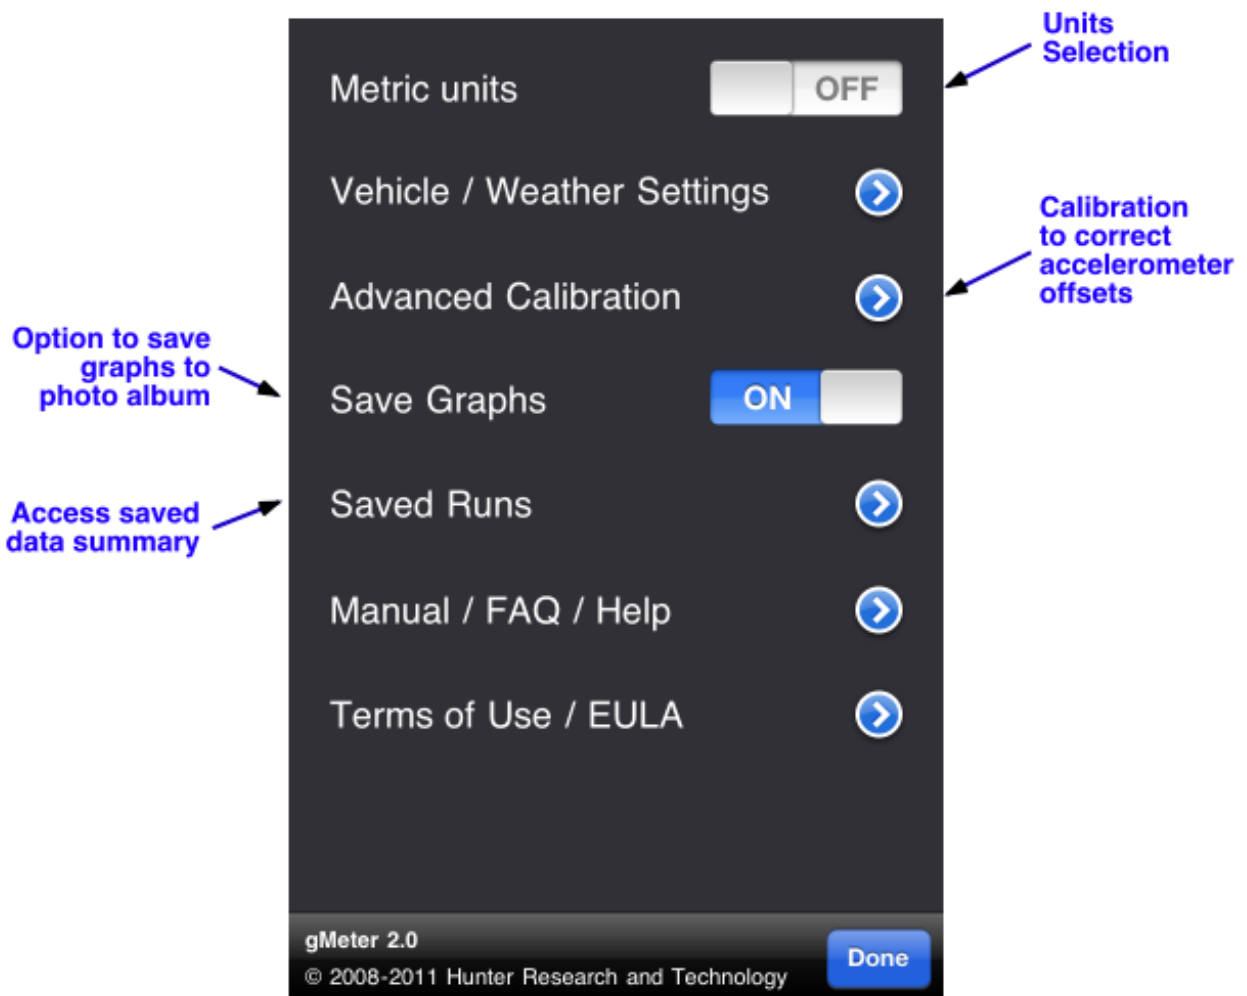 Units
Selection
Metric units
OFF
Vehicle / Weather Settings
Calibration
to correct
accelerometer
offsets
Advanced Calibration
Option to save
graphs to
photo album
Save Graphs
ON
Access saved
data summary
Saved Runs
Manual / FAQ / Help
Terms of Use / EULA
gMeter 2.0
© 2008-2011 Hunter Research and Technology
Done